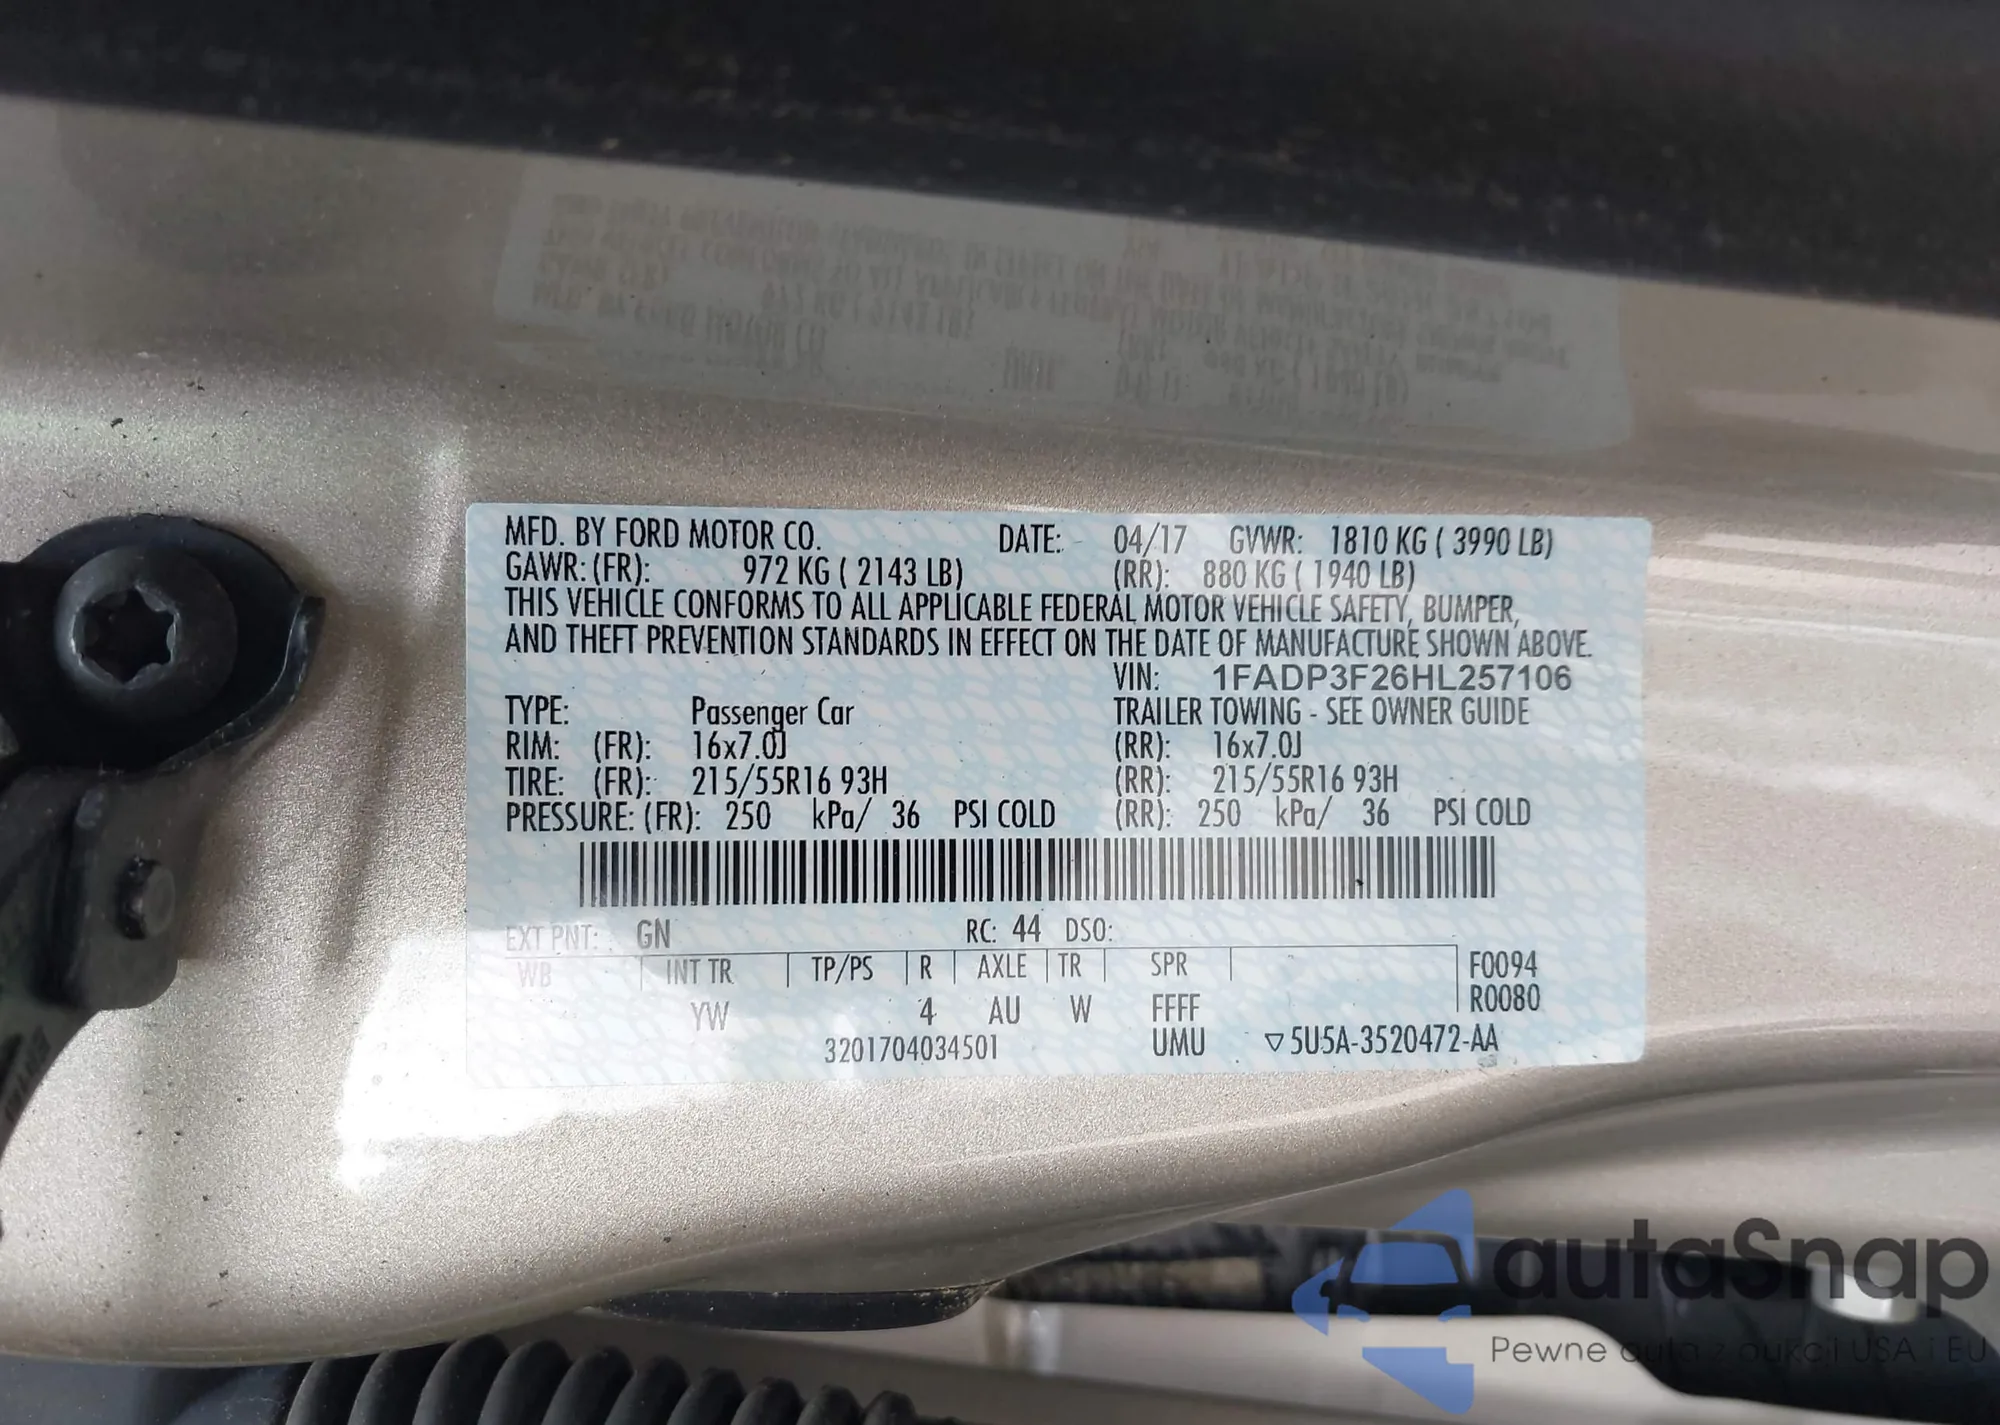 MFD. BY FORD MOTOR CO. DATE: 04/17 GVWR: 1810 KG ( 3990 LB)
GAWR: (FR): 972 KG ( 2143 LB) (RR): 880 KG ( 1940 LB)
THIS VEHICLE CONFORMS TO ALL APPLICABLE FEDERAL MOTOR VEHICLE SAFETY, BUMPER,
AND THEFT PREVENTION STANDARDS IN EFFECT ON THE DATE OF MANUFACTURE SHOWN ABOVE.
VIN: 1FADP3F26HL257106
TYPE: Passenger Car TRAILER TOWING - SEE OWNER GUIDE
RIM: (FR): 16x7.0J (RR): 16x7.0J
TIRE: (FR): 215/55R16 93H (RR): 215/55R16 93H
PRESSURE: (FR): 250 kPa/ 36 PSI COLD (RR): 250 kPa/ 36 PSI COLD
EXT PNT: GN RC: 44 DSO:
WB INT TR TP/PS R AXLE TR SPR F0094
YW 4 AU W FFFF R0080
3201704034501 UMU ▽5U5A-3520472-AA
autaSnap
Pewne auta z aukcji USA i EU